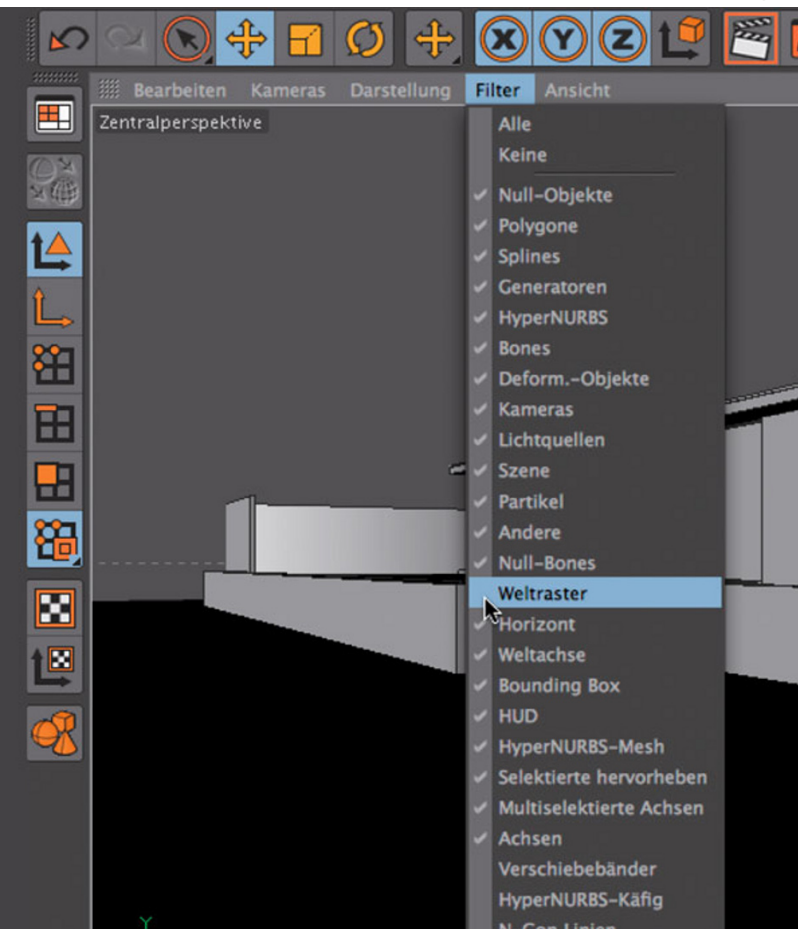 X Y Z
Bearbeiten Kameras Darstellung Filter Ansicht
Zentralperspektive
Alle
Keine
Null-Objekte
Polygone
Splines
Generatoren
HyperNURBS
Bones
Deform.-Objekte
Kameras
Lichtquellen
Szene
Partikel
Andere
Null-Bones
Weltraster
Horizont
Weltachse
Bounding Box
HUD
HyperNURBS-Mesh
Selektierte hervorheben
Multiselektierte Achsen
Achsen
Verschiebebänder
HyperNURBS-Käfig
N-Gon Linien
Y